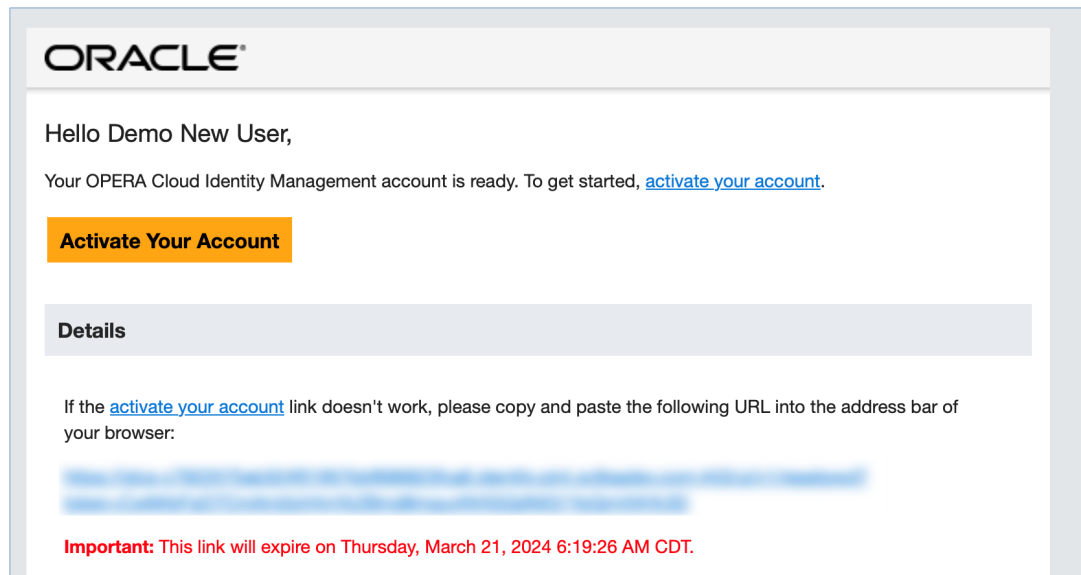 ORACLE®
Hello Demo New User,
Your OPERA Cloud Identity Management account is ready. To get started, activate your account.
Activate Your Account
Details
If the activate your account link doesn't work, please copy and paste the following URL into the address bar of
your browser:
Important: This link will expire on Thursday, March 21, 2024 6:19:26 AM CDT.